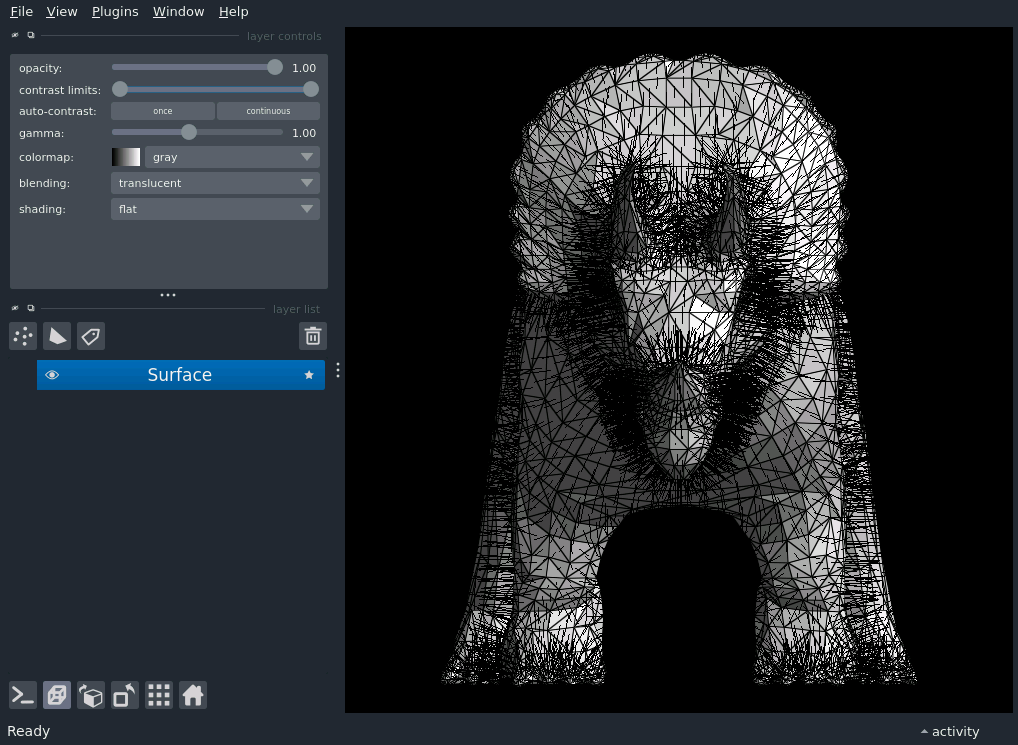 File View Plugins Window Help
layer controls
opacity: 1.00
contrast limits:
auto-contrast: once continuous
gamma: 1.00
colormap: gray
blending: translucent
shading: flat
layer list
Surface
Ready activity